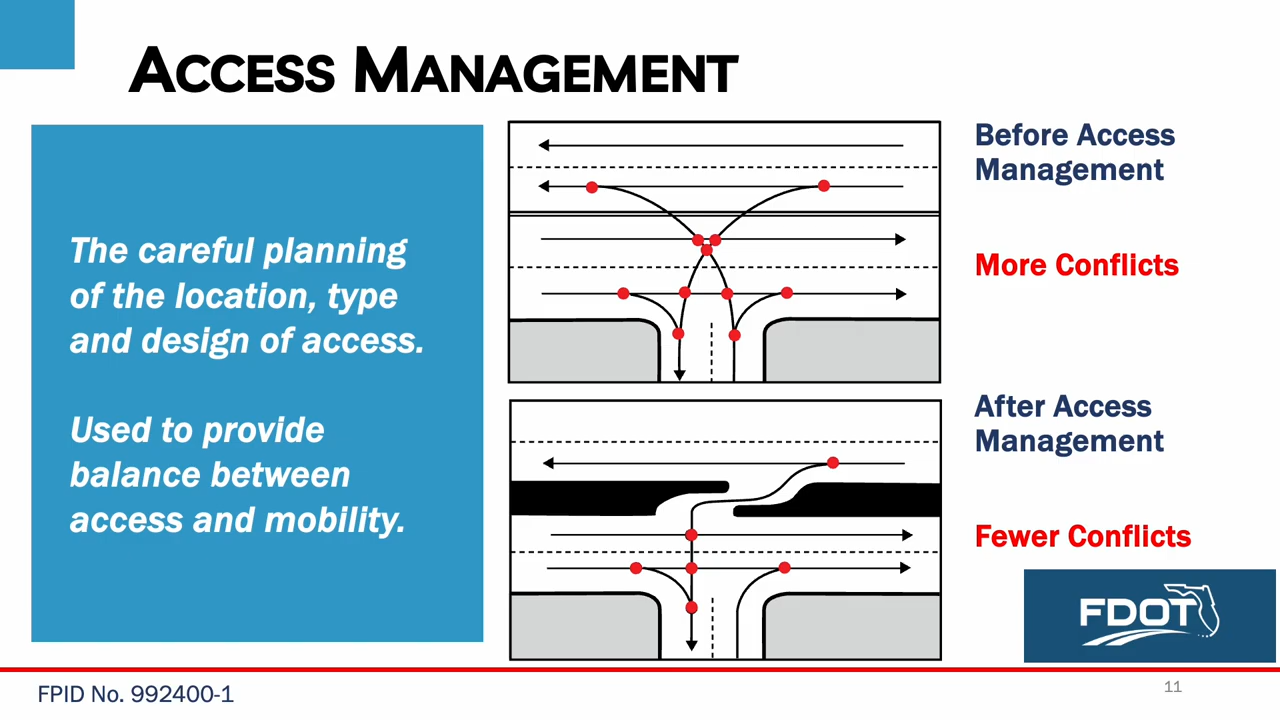 ACCESS MANAGEMENT
The careful planning
of the location, type
and design of access.
Used to provide
balance between
access and mobility.
Before Access
Management
More Conflicts
After Access
Management
Fewer Conflicts
FDOT
FPID No. 992400-1
11